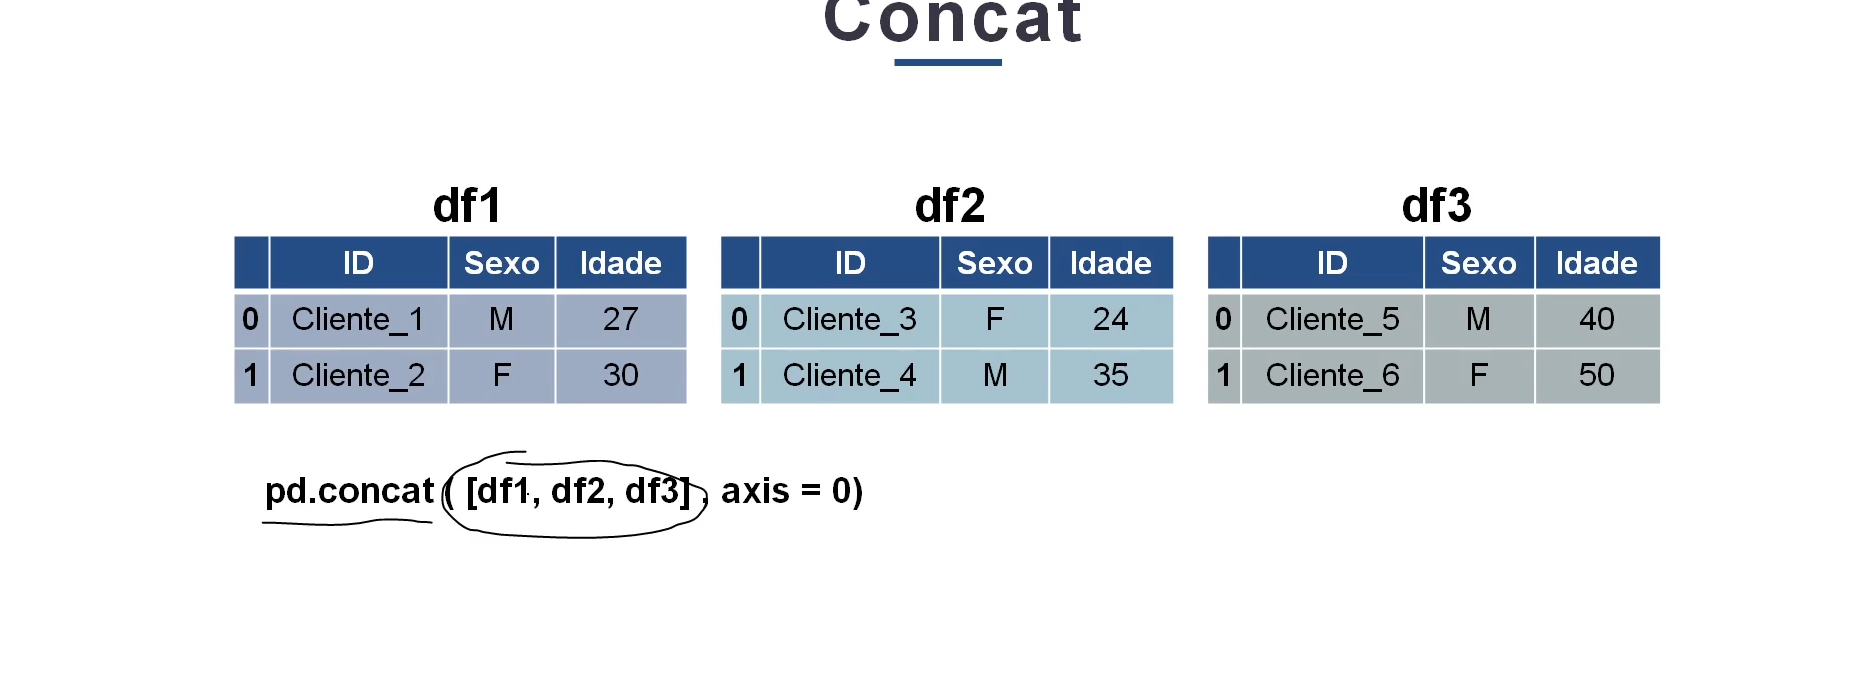 Concat
df1 df2 df3
ID Sexo Idade ID Sexo Idade ID Sexo Idade
0 Cliente_1 M 27 0 Cliente_3 F 24 0 Cliente_5 M 40
1 Cliente_2 F 30 1 Cliente_4 M 35 1 Cliente_6 F 50
pd.concat ( [df1, df2, df3] , axis = 0)